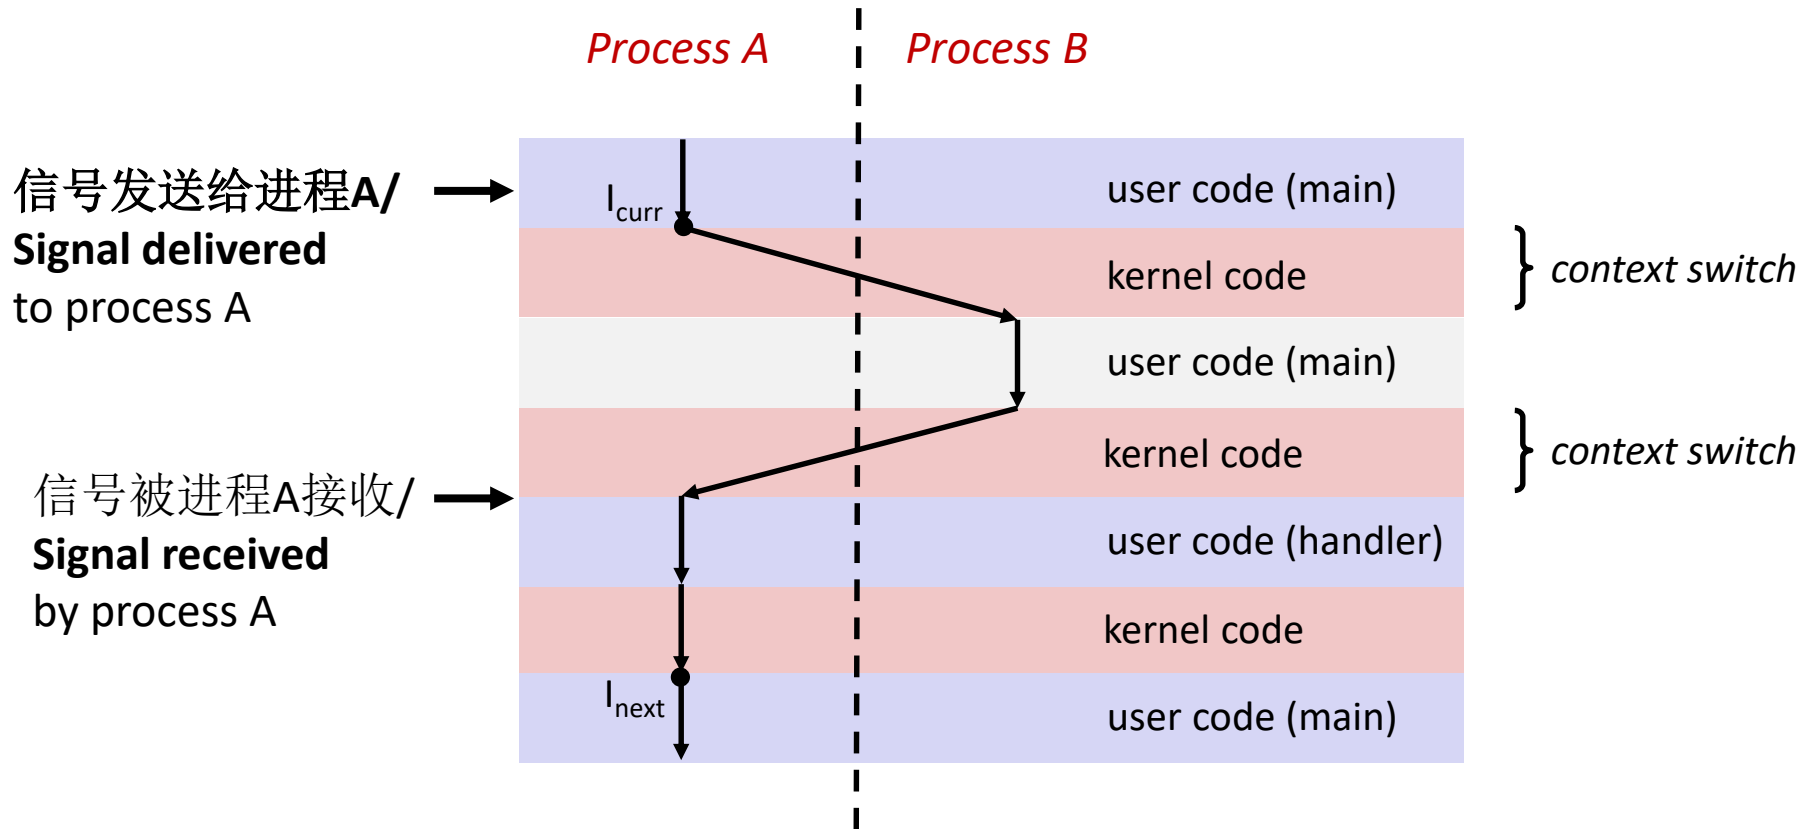 Process A
Process B
信号发送给进程A/
Signal delivered
to process A
I_curr
user code (main)
kernel code
context switch
user code (main)
kernel code
context switch
信号被进程A接收/
Signal received
by process A
user code (handler)
kernel code
I_next
user code (main)